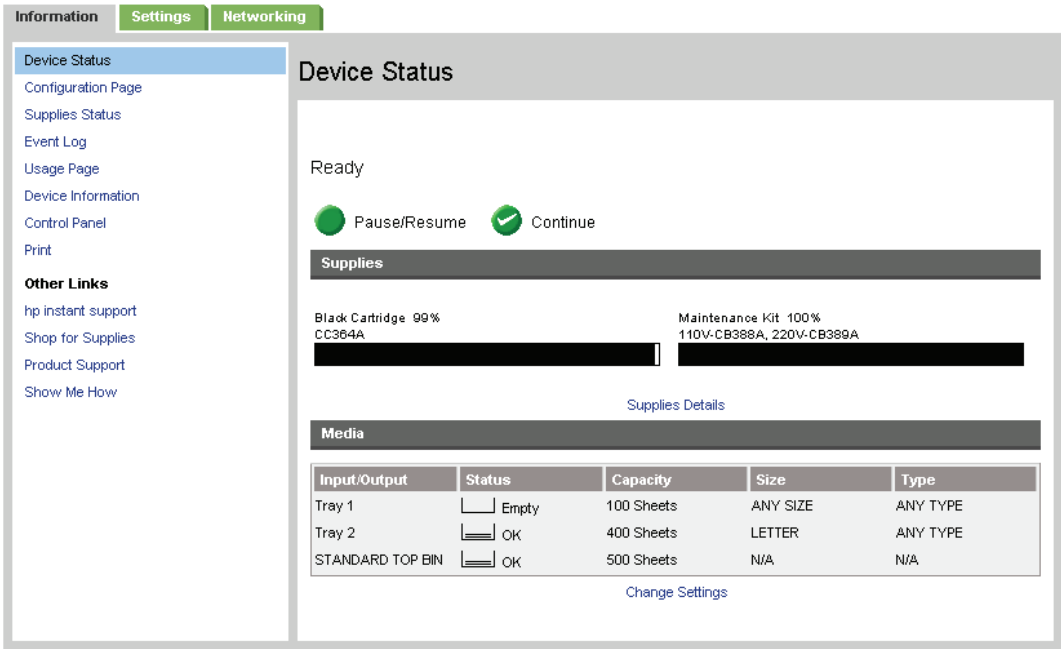 Information Settings Networking
Device Status
Configuration Page
Supplies Status
Event Log
Usage Page
Device Information
Control Panel
Print
Other Links
hp instant support
Shop for Supplies
Product Support
Show Me How
Device Status
Ready
Pause/Resume Continue
Supplies
Black Cartridge 99%
CC364A
Maintenance Kit 100%
110V-CB388A, 220V-CB389A
Supplies Details
Media
Input/Output Status Capacity Size Type
Tray 1 Empty 100 Sheets ANY SIZE ANY TYPE
Tray 2 OK 400 Sheets LETTER ANY TYPE
STANDARD TOP BIN OK 500 Sheets N/A N/A
Change Settings